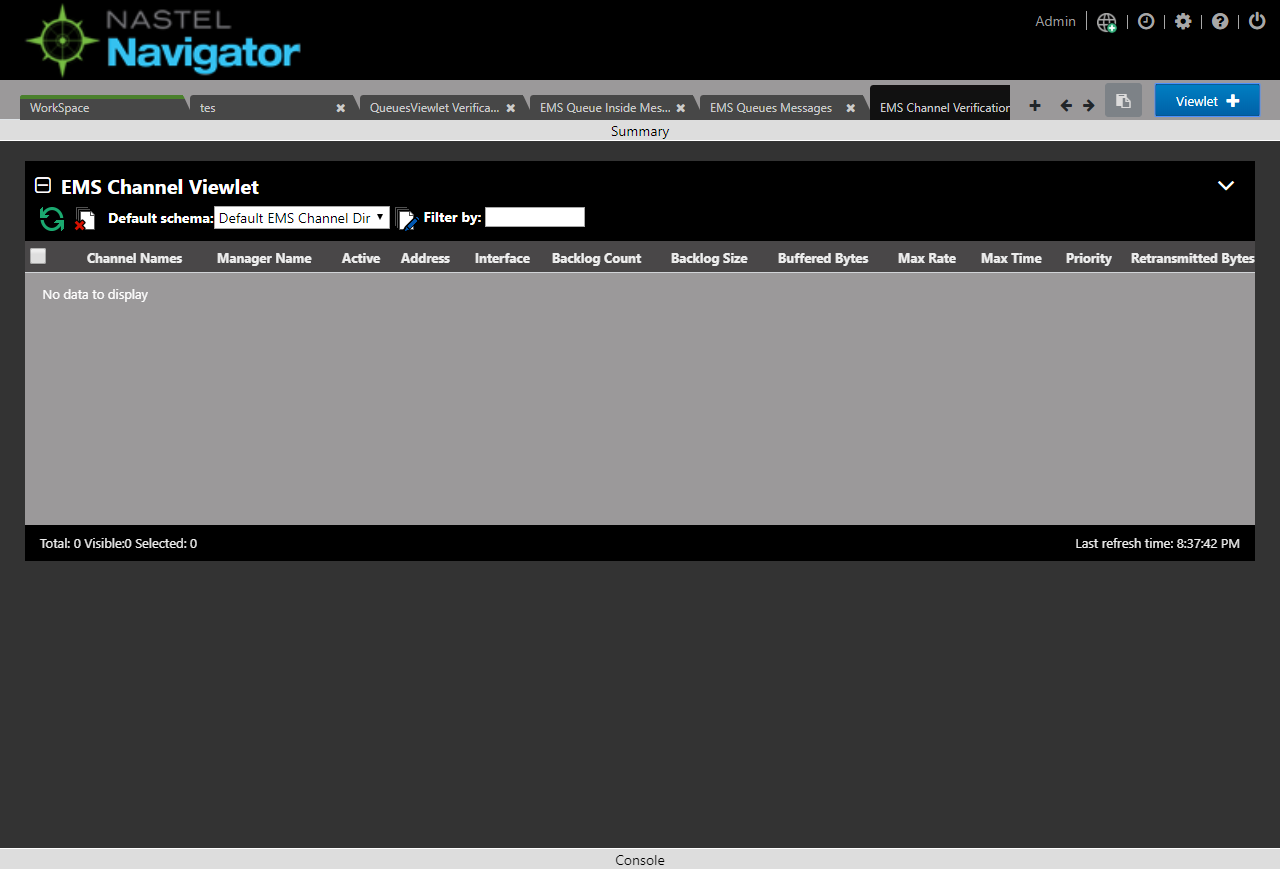 NASTEL
Navigator
Admin
WorkSpace
tes
QueuesViewlet Verifica...
EMS Queue Inside Mes...
EMS Queues Messages
EMS Channel Verification
Viewlet
Summary
EMS Channel Viewlet
Default schema: Default EMS Channel Dir Filter by:
Channel Names Manager Name Active Address Interface Backlog Count Backlog Size Buffered Bytes Max Rate Max Time Priority Retransmitted Bytes
No data to display
Total: 0 Visible:0 Selected: 0
Last refresh time: 8:37:42 PM
Console